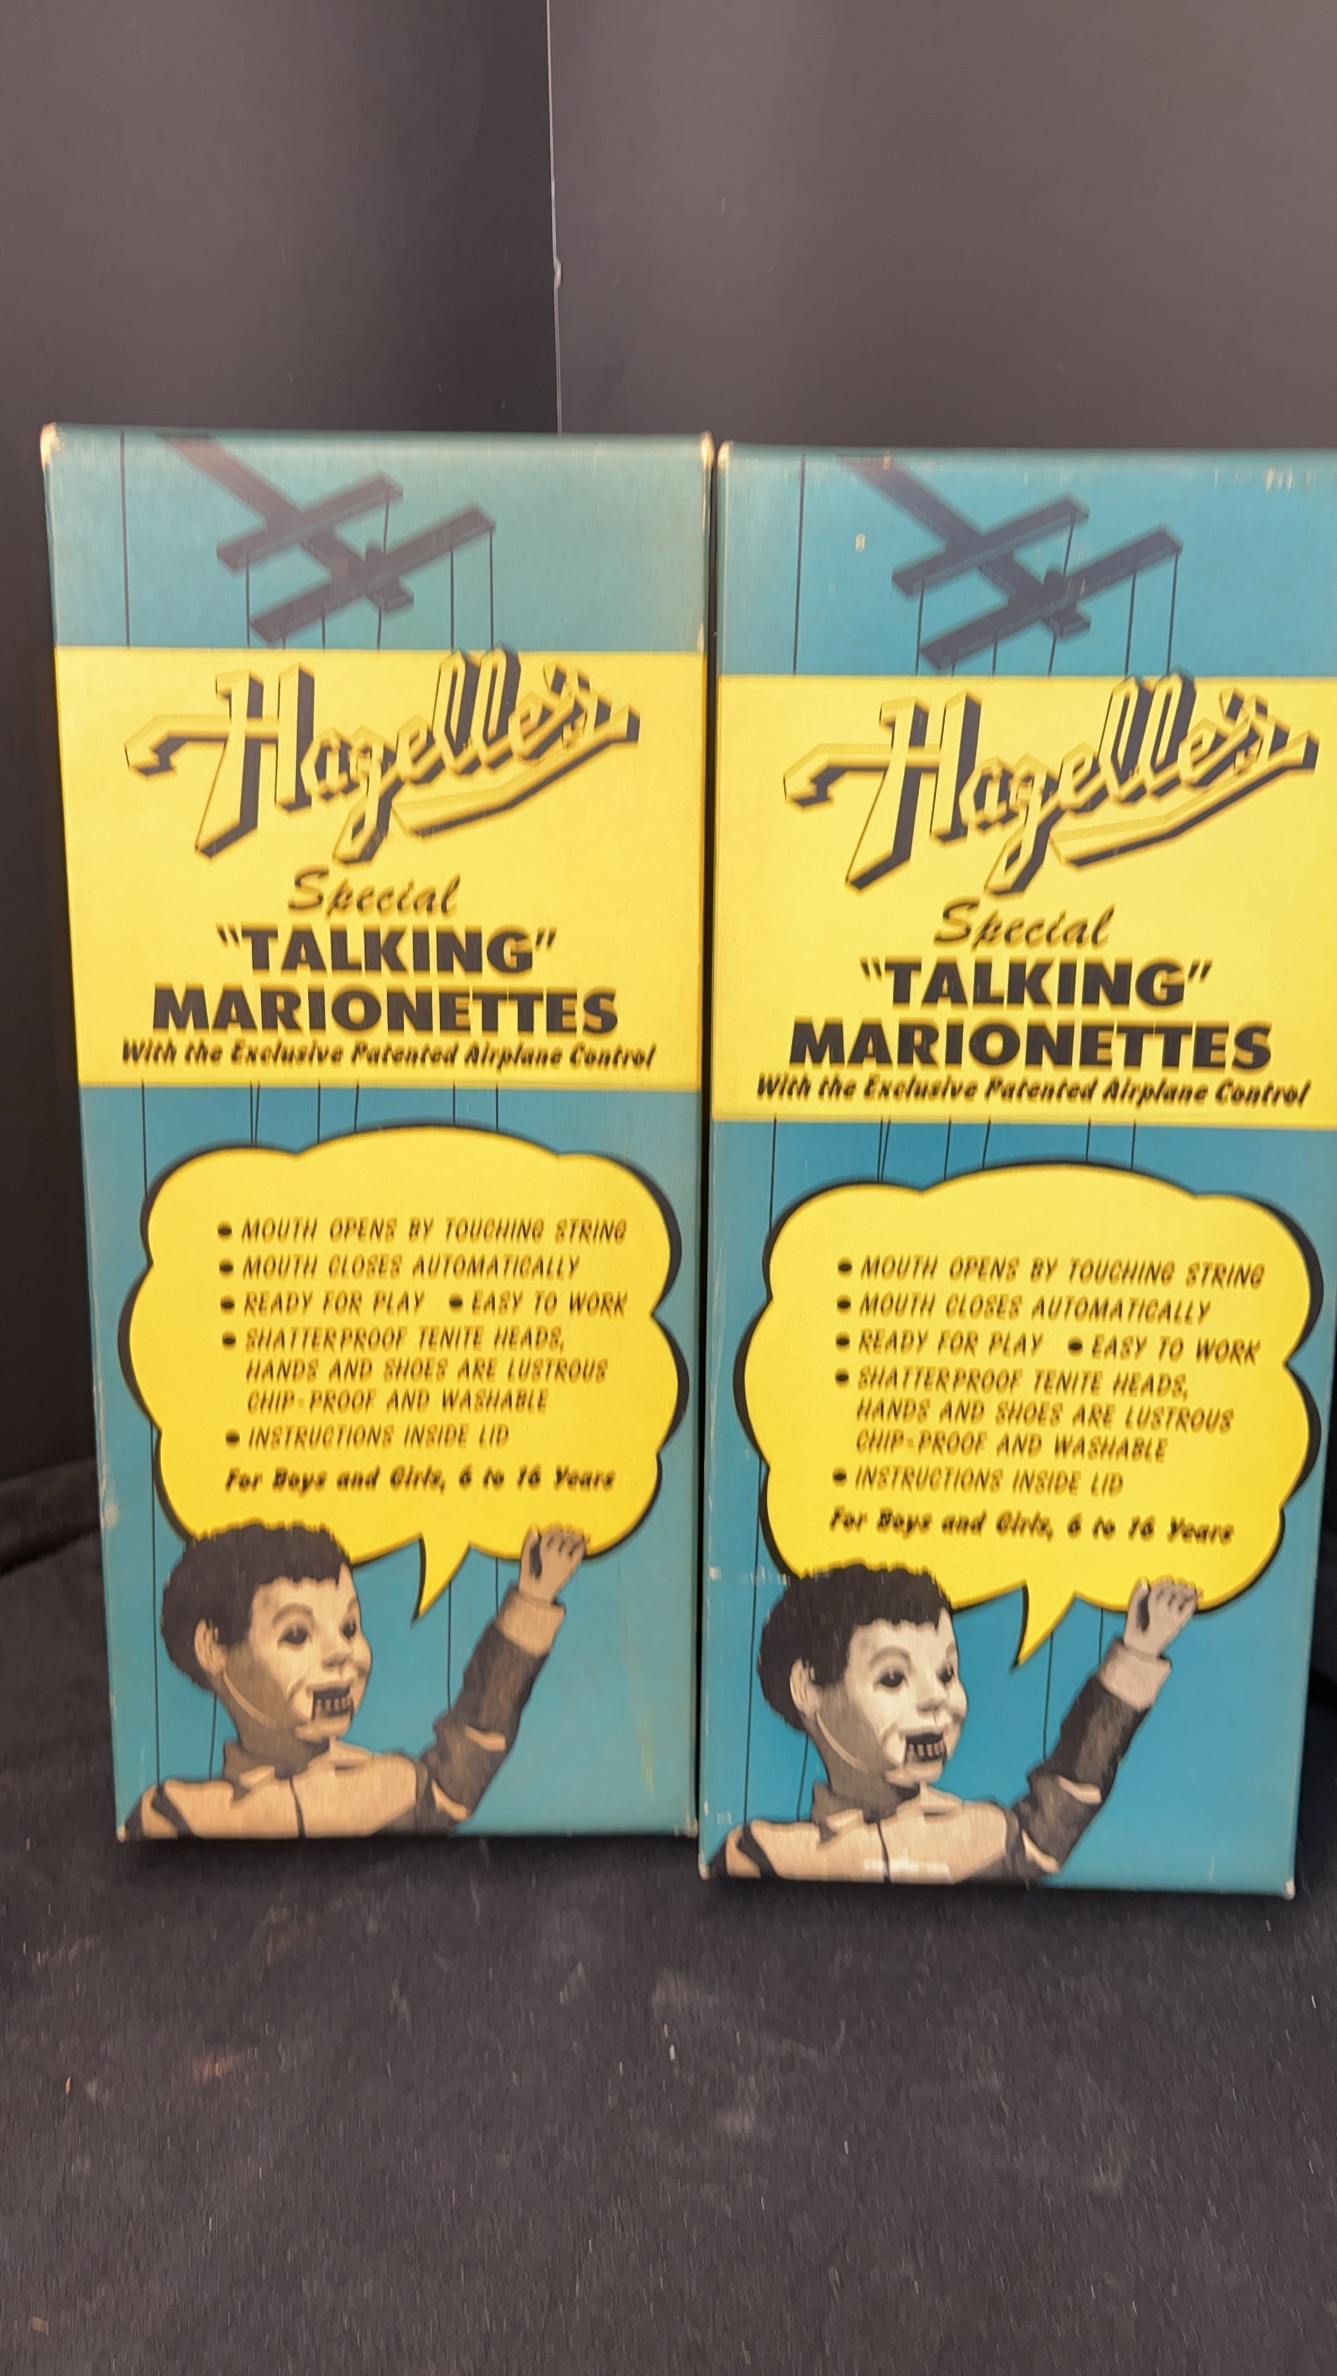 Hazelle's
Special
"TALKING"
MARIONETTES
With the Exclusive Patented Airplane Control
• MOUTH OPENS BY TOUCHING STRING
• MOUTH CLOSES AUTOMATICALLY
• READY FOR PLAY • EASY TO WORK
• SHATTERPROOF TENITE HEADS,
HANDS AND SHOES ARE LUSTROUS
CHIP-PROOF AND WASHABLE
• INSTRUCTIONS INSIDE LID
For Boys and Girls, 6 to 16 Years
Hazelle's
Special
"TALKING"
MARIONETTES
With the Exclusive Patented Airplane Control
• MOUTH OPENS BY TOUCHING STRING
• MOUTH CLOSES AUTOMATICALLY
• READY FOR PLAY • EASY TO WORK
• SHATTERPROOF TENITE HEADS,
HANDS AND SHOES ARE LUSTROUS
CHIP-PROOF AND WASHABLE
• INSTRUCTIONS INSIDE LID
For Boys and Girls, 6 to 16 Years